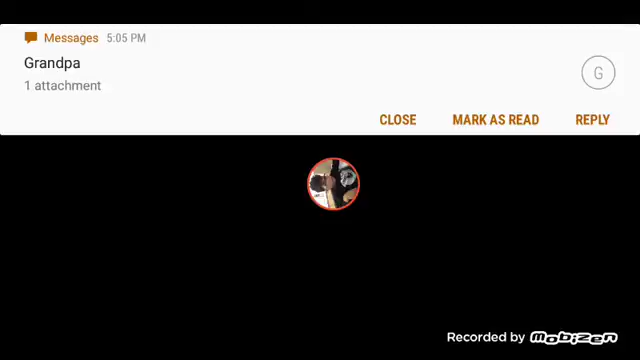 Messages 5:05 PM
Grandpa
G
1 attachment
CLOSE MARK AS READ REPLY
Recorded by mobizen